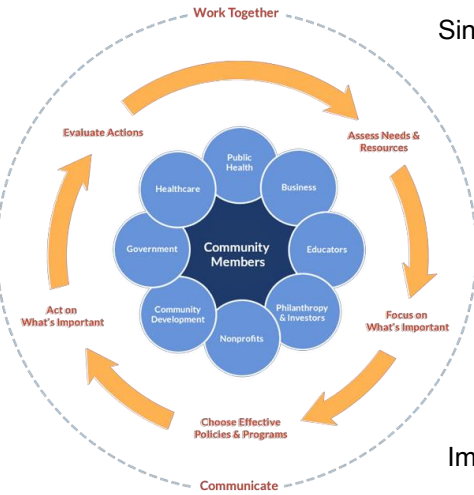 Work Together
Sin
Evaluate Actions
Assess Needs &
Resources
Public
Health
Healthcare
Business
Government
Community
Members
Educators
Act on
What's Important
Community
Development
Philanthropy
& Investors
Focus on
What's Important
Nonprofits
Choose Effective
Policies & Programs
Im
Communicate